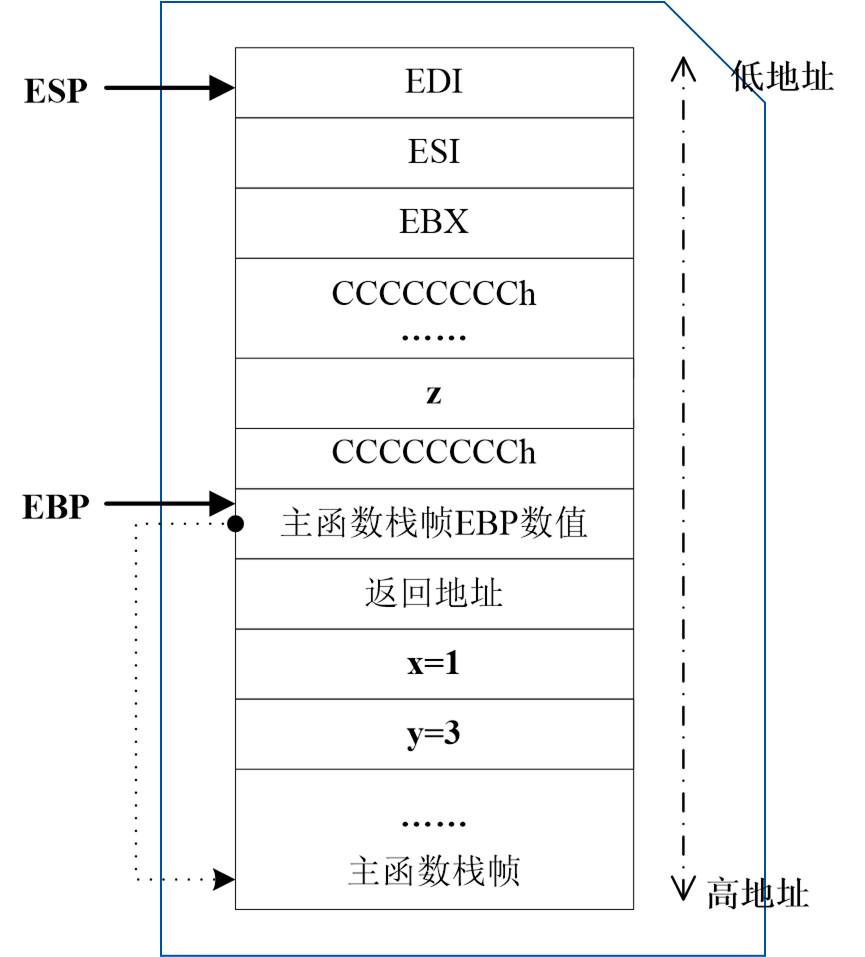 低地址
ESP
EDI
ESI
EBX
CCCCCCCCh
……
z
CCCCCCCCh
EBP
主函数栈帧EBP数值
返回地址
x=1
y=3
……
主函数栈帧
高地址